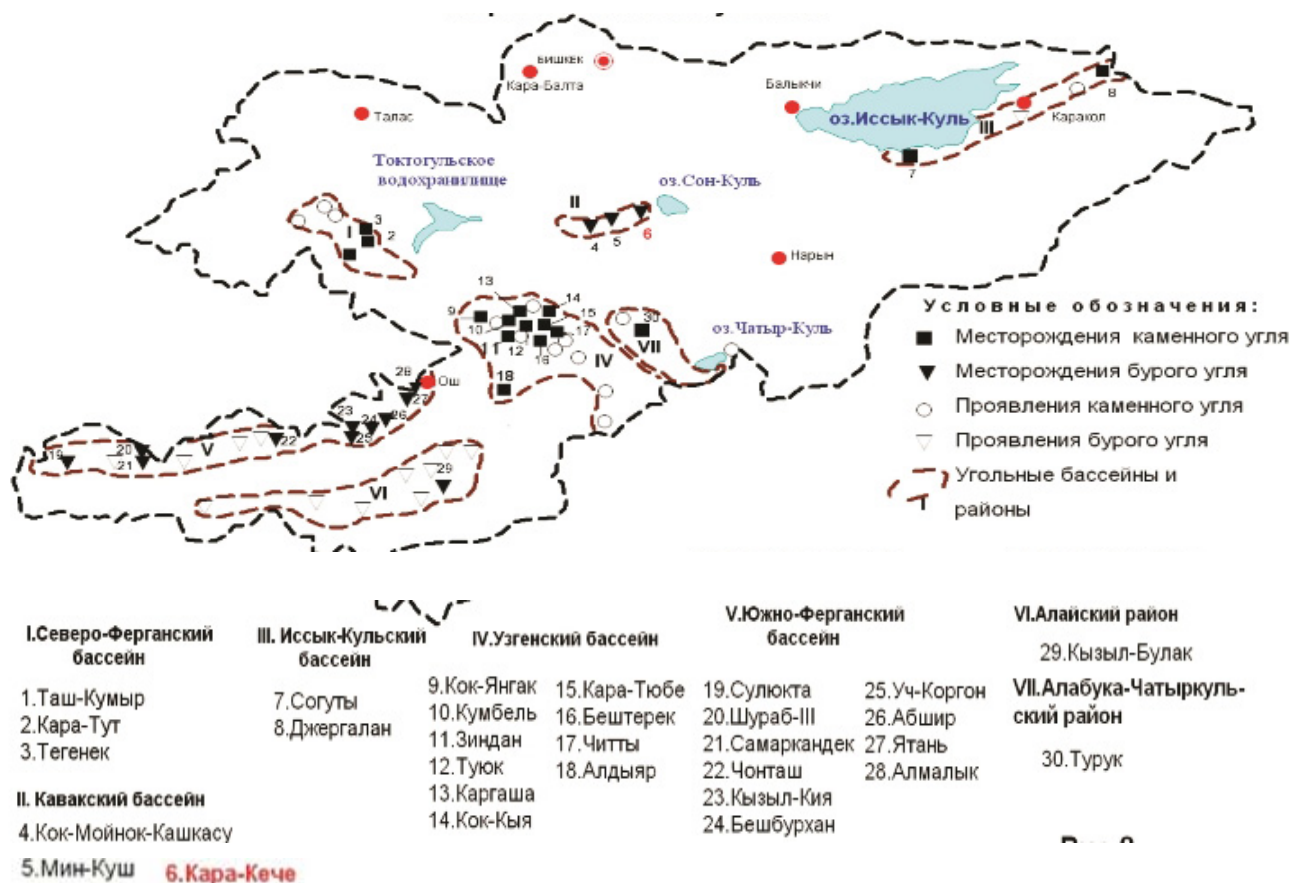 Бишкек
Кара-Балта
Талас
Балыкчи
оз.Иссык-Куль
III
Каракол
8
7
Токтогульское
водохранилище
оз.Сон-Куль
II
4
5
6
I
3
2
Нарын
13
14
9
15
10
17
11
12
16
IV
18
30
VII
оз.Чатыр-Куль
28
Ош
27
23
24
26
25
V
22
19
20
21
29
VI
Условные обозначения:
Месторождения каменного угля
Месторождения бурого угля
Проявления каменного угля
Проявления бурого угля
Угольные бассейны и
районы
I
I.Северо-Ферганский
бассейн
1.Таш-Кумыр
2.Кара-Тут
3.Тегенек
II. Кавакский бассейн
4.Кок-Мойнок-Кашкасу
5.Мин-Куш
6.Кара-Кече
III. Иссык-Кульский
бассейн
7.Согуты
8.Джергалан
IV.Узгенский бассейн
9.Кок-Янгак
10.Кумбель
11.Зиндан
12.Туюк
13.Каргаша
14.Кок-Кыя
15.Кара-Тюбе
16.Бештерек
17.Читты
18.Алдыяр
V.Южно-Ферганский
бассейн
19.Сулюкта
20.Шураб-III
21.Самаркандек
22.Чонташ
23.Кызыл-Кия
24.Бешбурхан
25.Уч-Коргон
26.Абшир
27.Ятань
28.Алмалык
VI.Алайский район
29.Кызыл-Булак
VII.Алабука-Чатыркуль-
ский район
30.Турук